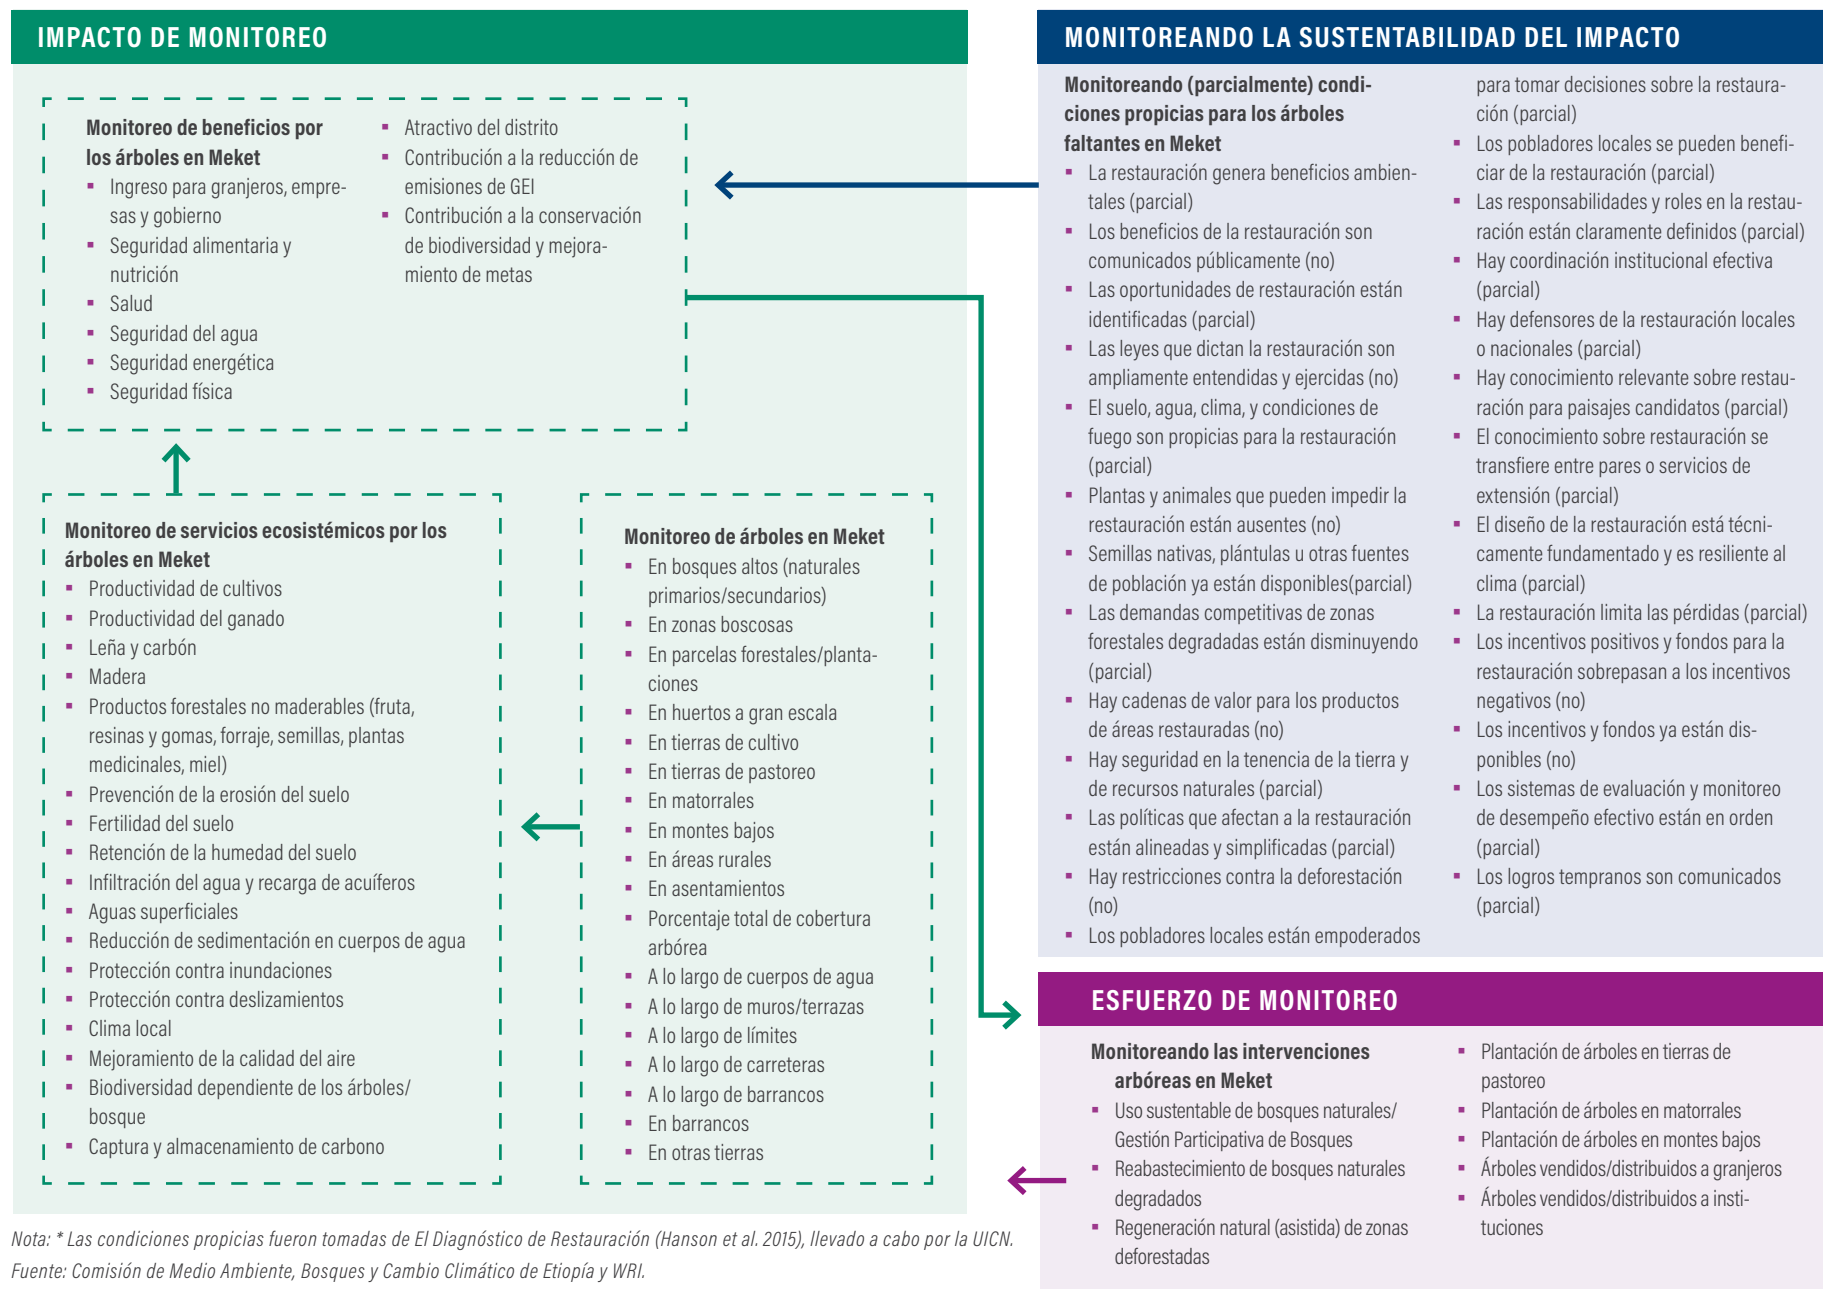 IMPACTO DE MONITOREO
Monitoreo de beneficios por
los árboles en Meket
▪ Ingreso para granjeros, empre-
sas y gobierno
▪ Seguridad alimentaria y
nutrición
▪ Salud
▪ Seguridad del agua
▪ Seguridad energética
▪ Seguridad física
▪ Atractivo del distrito
▪ Contribución a la reducción de
emisiones de GEI
▪ Contribución a la conservación
de biodiversidad y mejora-
miento de metas
Monitoreo de servicios ecosistémicos por los
árboles en Meket
▪ Productividad de cultivos
▪ Productividad del ganado
▪ Leña y carbón
▪ Madera
▪ Productos forestales no maderables (fruta,
resinas y gomas, forraje, semillas, plantas
medicinales, miel)
▪ Prevención de la erosión del suelo
▪ Fertilidad del suelo
▪ Retención de la humedad del suelo
▪ Infiltración del agua y recarga de acuíferos
▪ Aguas superficiales
▪ Reducción de sedimentación en cuerpos de agua
▪ Protección contra inundaciones
▪ Protección contra deslizamientos
▪ Clima local
▪ Mejoramiento de la calidad del aire
▪ Biodiversidad dependiente de los árboles/
bosque
▪ Captura y almacenamiento de carbono
Monitoreo de árboles en Meket
▪ En bosques altos (naturales
primarios/secundarios)
▪ En zonas boscosas
▪ En parcelas forestales/planta-
ciones
▪ En huertos a gran escala
▪ En tierras de cultivo
▪ En tierras de pastoreo
▪ En matorrales
▪ En montes bajos
▪ En áreas rurales
▪ En asentamientos
▪ Porcentaje total de cobertura
arbórea
▪ A lo largo de cuerpos de agua
▪ A lo largo de muros/terrazas
▪ A lo largo de límites
▪ A lo largo de carreteras
▪ A lo largo de barrancos
▪ En barrancos
▪ En otras tierras
MONITOREANDO LA SUSTENTABILIDAD DEL IMPACTO
Monitoreando (parcialmente) condi-
ciones propicias para los árboles
faltantes en Meket
▪ La restauración genera beneficios ambien-
tales (parcial)
▪ Los beneficios de la restauración son
comunicados públicamente (no)
▪ Las oportunidades de restauración están
identificadas (parcial)
▪ Las leyes que dictan la restauración son
ampliamente entendidas y ejercidas (no)
▪ El suelo, agua, clima, y condiciones de
fuego son propicias para la restauración
(parcial)
▪ Plantas y animales que pueden impedir la
restauración están ausentes (no)
▪ Semillas nativas, plántulas u otras fuentes
de población ya están disponibles(parcial)
▪ Las demandas competitivas de zonas
forestales degradadas están disminuyendo
(parcial)
▪ Hay cadenas de valor para los productos
de áreas restauradas (no)
▪ Hay seguridad en la tenencia de la tierra y
de recursos naturales (parcial)
▪ Las políticas que afectan a la restauración
están alineadas y simplificadas (parcial)
▪ Hay restricciones contra la deforestación
(no)
▪ Los pobladores locales están empoderados
para tomar decisiones sobre la restaura-
ción (parcial)
▪ Los pobladores locales se pueden benefi-
ciar de la restauración (parcial)
▪ Las responsabilidades y roles en la restau-
ración están claramente definidos (parcial)
▪ Hay coordinación institucional efectiva
(parcial)
▪ Hay defensores de la restauración locales
o nacionales (parcial)
▪ Hay conocimiento relevante sobre restau-
ración para paisajes candidatos (parcial)
▪ El conocimiento sobre restauración se
transfiere entre pares o servicios de
extensión (parcial)
▪ El diseño de la restauración está técni-
camente fundamentado y es resiliente al
clima (parcial)
▪ La restauración limita las pérdidas (parcial)
▪ Los incentivos positivos y fondos para la
restauración sobrepasan a los incentivos
negativos (no)
▪ Los incentivos y fondos ya están dis-
ponibles (no)
▪ Los sistemas de evaluación y monitoreo
de desempeño efectivo están en orden
(parcial)
▪ Los logros tempranos son comunicados
(parcial)
ESFUERZO DE MONITOREO
Monitoreando las intervenciones
arbóreas en Meket
▪ Uso sustentable de bosques naturales/
Gestión Participativa de Bosques
▪ Reabastecimiento de bosques naturales
degradados
▪ Regeneración natural (asistida) de zonas
deforestadas
▪ Plantación de árboles en tierras de
pastoreo
▪ Plantación de árboles en matorrales
▪ Plantación de árboles en montes bajos
▪ Árboles vendidos/distribuidos a granjeros
▪ Árboles vendidos/distribuidos a insti-
tuciones
Nota: * Las condiciones propicias fueron tomadas de El Diagnóstico de Restauración (Hanson et al. 2015), llevado a cabo por la UICN.
Fuente: Comisión de Medio Ambiente, Bosques y Cambio Climático de Etiopía y WRI.